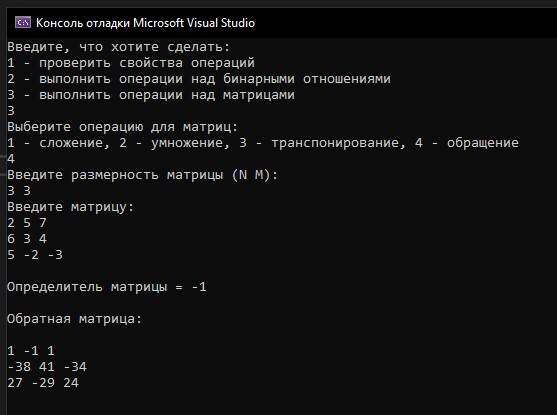 C:\ Консоль отладки Microsoft Visual Studio
Введите, что хотите сделать:
1 - проверить свойства операций
2 - выполнить операции над бинарными отношениями
3 - выполнить операции над матрицами
3
Выберите операцию для матриц:
1 - сложение, 2 - умножение, 3 - транспонирование, 4 - обращение
4
Введите размерность матрицы (N M):
3 3
Введите матрицу:
2 5 7
6 3 4
5 -2 -3
Определитель матрицы = -1
Обратная матрица:
1 -1 1
-38 41 -34
27 -29 24